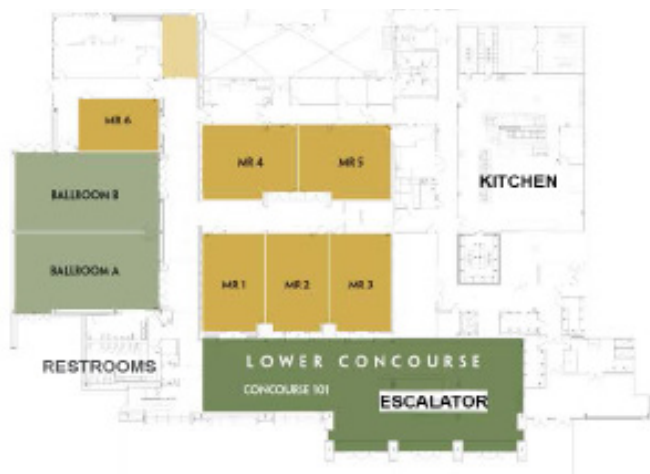 MR 6
MR 4
MR 5
BALLROOM B
KITCHEN
BALLROOM A
MR 1
MR 2
MR 3
LOWER CONCOURSE
RESTROOMS
CONCOURSE 101
ESCALATOR